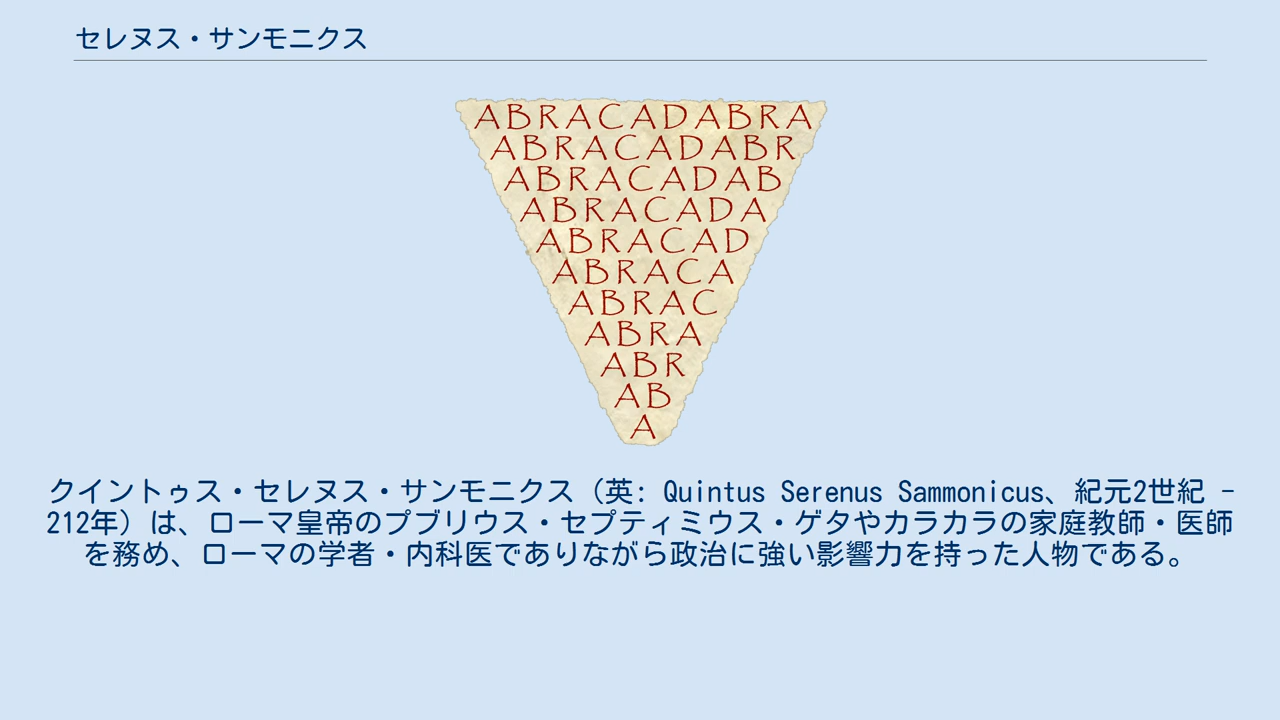 セレヌス・サンモニクス
ABRACADABRA
ABRACADABR
ABRACADAB
ABRACADA
ABRACAD
ABRACA
ABRAC
ABRA
ABR
AB
A
クイントゥス・セレヌス・サンモニクス（英: Quintus Serenus Sammonicus、紀元2世紀 –
212年）は、ローマ皇帝のプブリウス・セプティミウス・ゲタやカラカラの家庭教師・医師
を務め、ローマの学者・内科医でありながら政治に強い影響力を持った人物である。